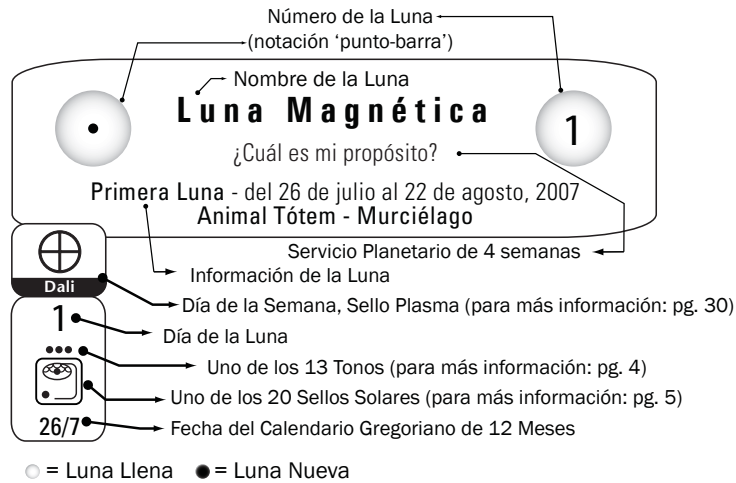 Número de la Luna
(notación ‘punto-barra’)
Nombre de la Luna
Luna Magnética
1
¿Cuál es mi propósito?
Primera Luna - del 26 de julio al 22 de agosto, 2007
Animal Tótem - Murciélago
Servicio Planetario de 4 semanas
Información de la Luna
Dali
Día de la Semana, Sello Plasma (para más información: pg. 30)
1
Día de la Luna
Uno de los 13 Tonos (para más información: pg. 4)
Uno de los 20 Sellos Solares (para más información: pg. 5)
26/7
Fecha del Calendario Gregoriano de 12 Meses
= Luna Llena = Luna Nueva